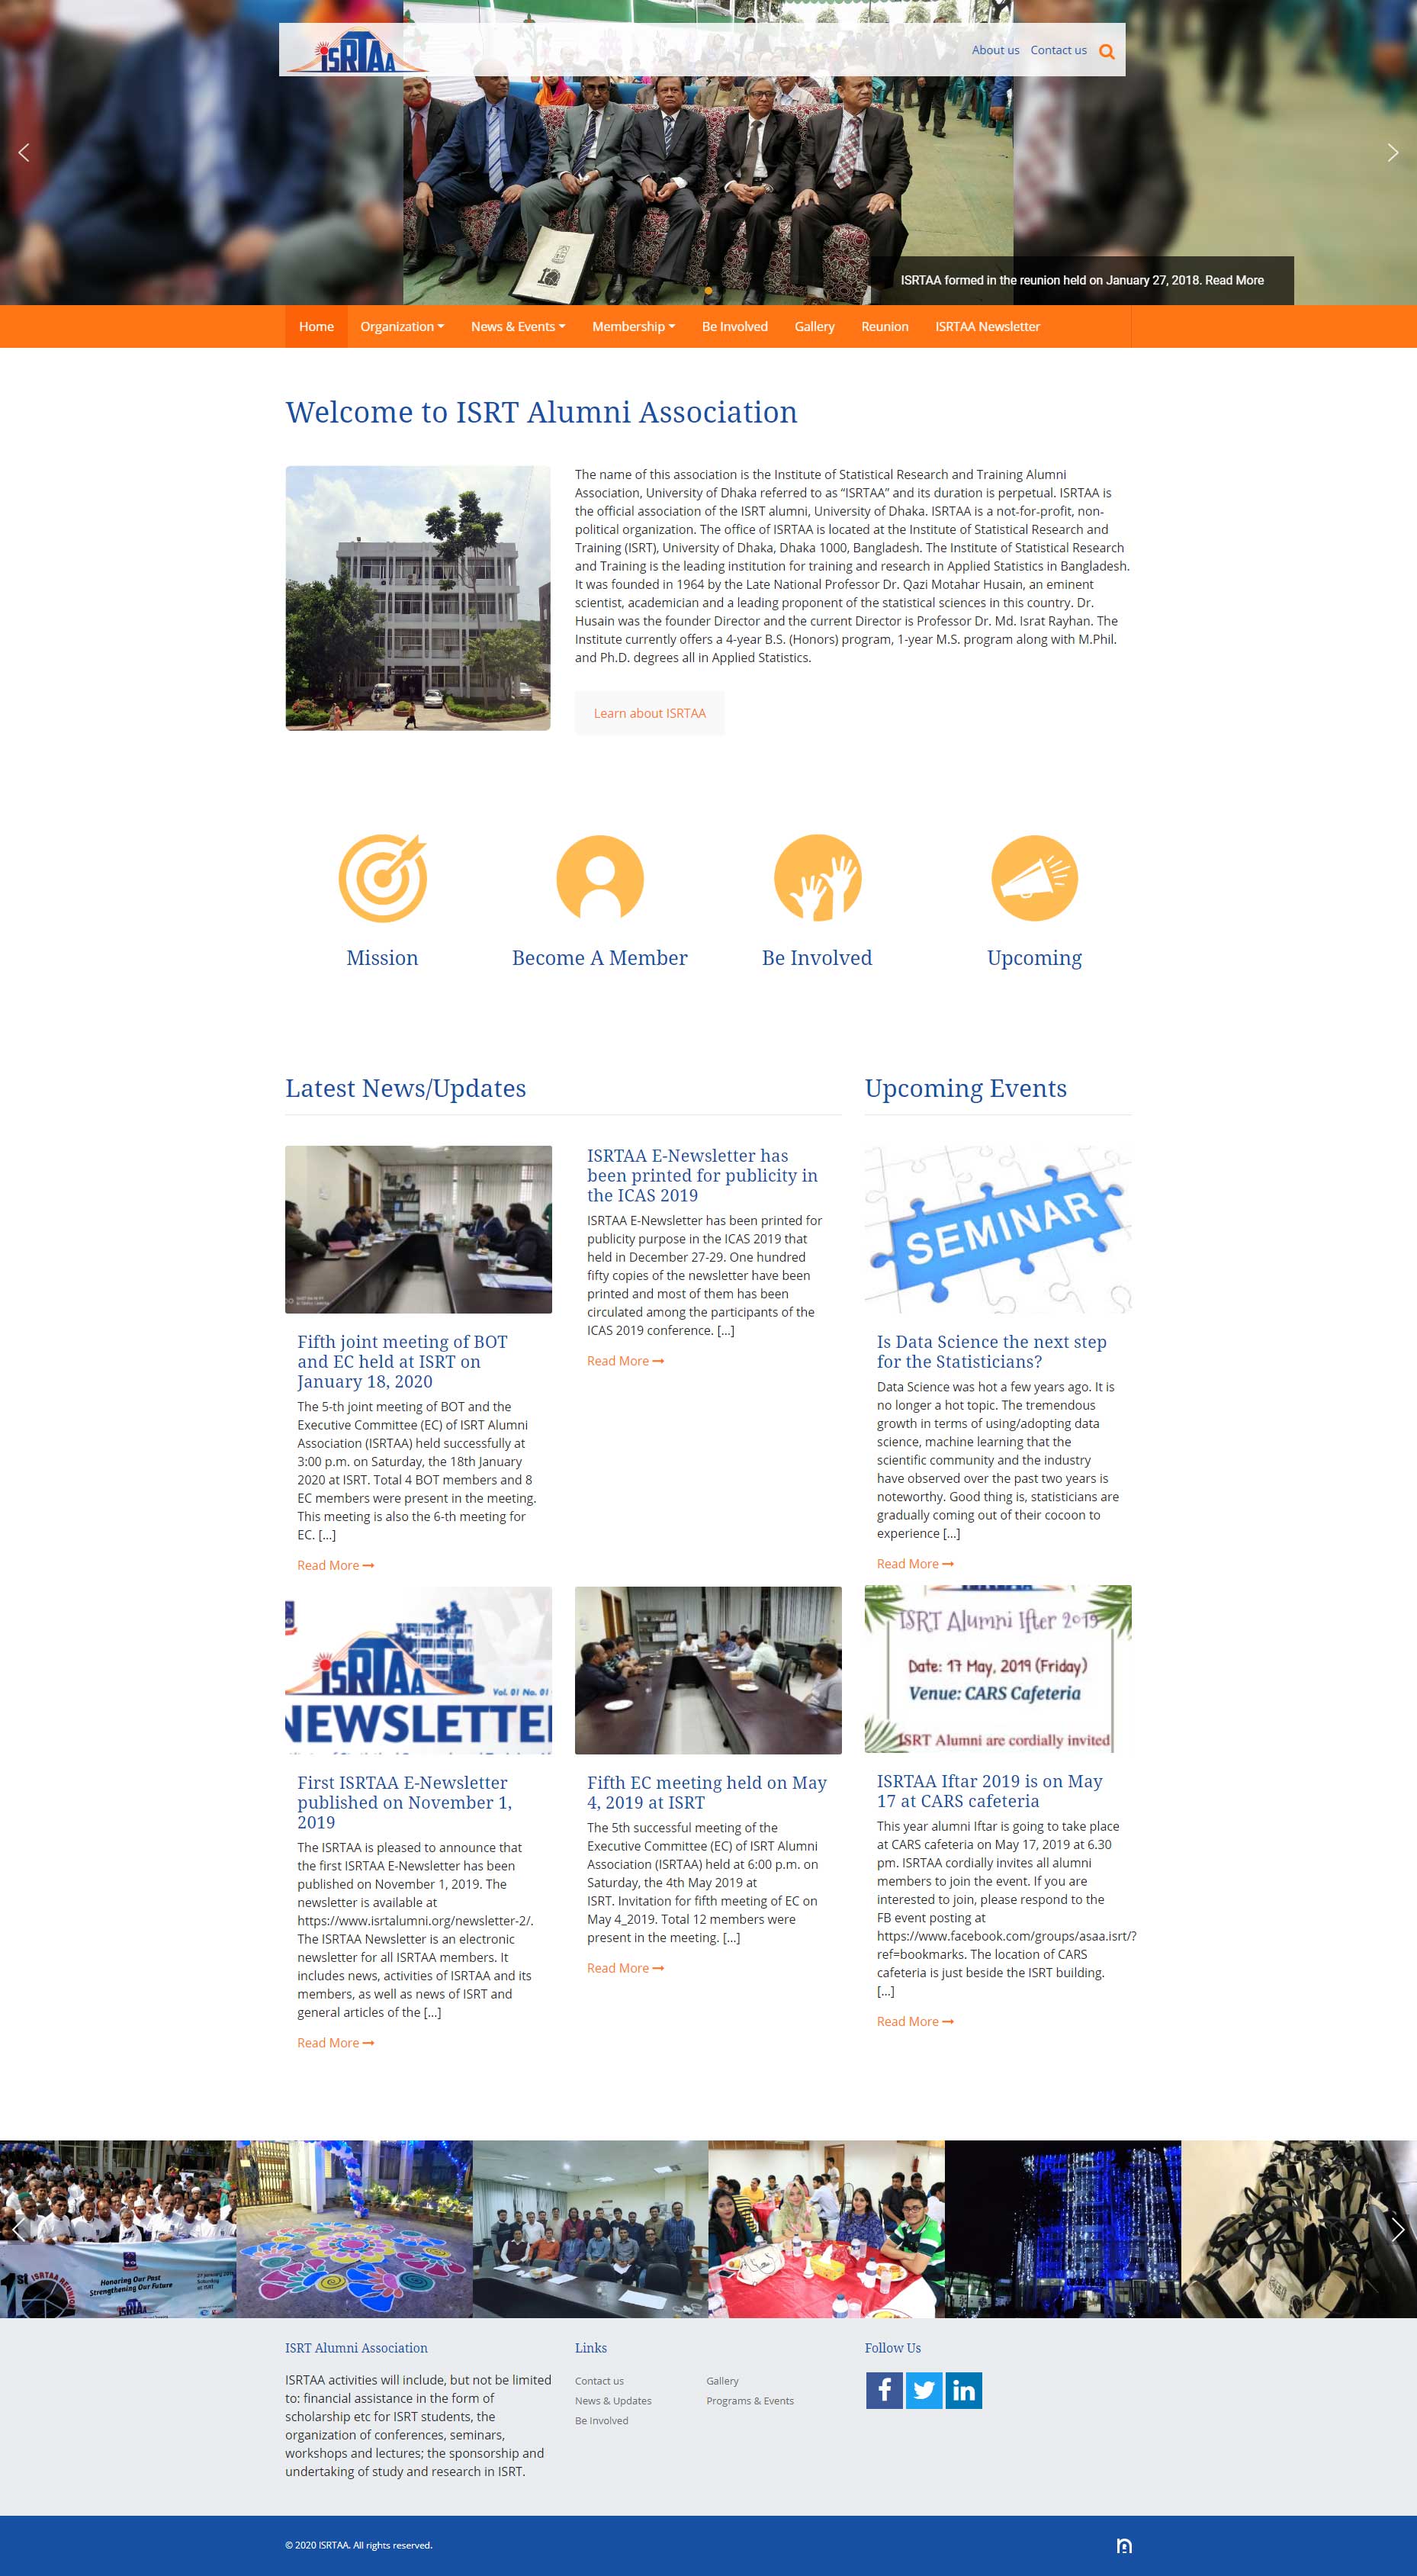 iSRTAA
About us Contact us
ISRTAA formed in the reunion held on January 27, 2018. Read More
Home Organization News & Events Membership Be Involved Gallery Reunion ISRTAA Newsletter
Welcome to ISRT Alumni Association
The name of this association is the Institute of Statistical Research and Training Alumni
Association, University of Dhaka referred to as “ISRTAA” and its duration is perpetual. ISRTAA is
the official association of the ISRT alumni, University of Dhaka. ISRTAA is a not-for-profit, non-
political organization. The office of ISRTAA is located at the Institute of Statistical Research and
Training (ISRT), University of Dhaka, Dhaka 1000, Bangladesh. The Institute of Statistical Research
and Training is the leading institution for training and research in Applied Statistics in Bangladesh.
It was founded in 1964 by the Late National Professor Dr. Qazi Motahar Husain, an eminent
scientist, academician and a leading proponent of the statistical sciences in this country. Dr.
Husain was the founder Director and the current Director is Professor Dr. Md. Israt Rayhan. The
Institute currently offers a 4-year B.S. (Honors) program, 1-year M.S. program along with M.Phil.
and Ph.D. degrees all in Applied Statistics.
Learn about ISRTAA
Mission
Become A Member
Be Involved
Upcoming
Latest News/Updates
Fifth joint meeting of BOT
and EC held at ISRT on
January 18, 2020
The 5-th joint meeting of BOT and the
Executive Committee (EC) of ISRT Alumni
Association (ISRTAA) held successfully at
3:00 p.m. on Saturday, the 18th January
2020 at ISRT. Total 4 BOT members and 8
EC members were present in the meeting.
This meeting is also the 6-th meeting for
EC. [...]
Read More
ISRTAA E-Newsletter has
been printed for publicity in
the ICAS 2019
ISRTAA E-Newsletter has been printed for
publicity purpose in the ICAS 2019 that
held in December 27-29. One hundred
fifty copies of the newsletter have been
printed and most of them has been
circulated among the participants of the
ICAS 2019 conference. [...]
Read More
iSRTAA
Vol. 01 No. 01
NEWSLETTE
First ISRTAA E-Newsletter
published on November 1,
2019
The ISRTAA is pleased to announce that
the first ISRTAA E-Newsletter has been
published on November 1, 2019. The
newsletter is available at
https://www.isrtalumni.org/newsletter-2/.
The ISRTAA Newsletter is an electronic
newsletter for all ISRTAA members. It
includes news, activities of ISRTAA and its
members, as well as news of ISRT and
general articles of the [...]
Read More
Fifth EC meeting held on May
4, 2019 at ISRT
The 5th successful meeting of the
Executive Committee (EC) of ISRT Alumni
Association (ISRTAA) held at 6:00 p.m. on
Saturday, the 4th May 2019 at
ISRT. Invitation for fifth meeting of EC on
May 4_2019. Total 12 members were
present in the meeting. [...]
Read More
Upcoming Events
SEMINAR
Is Data Science the next step
for the Statisticians?
Data Science was hot a few years ago. It is
no longer a hot topic. The tremendous
growth in terms of using/adopting data
science, machine learning that the
scientific community and the industry
have observed over the past two years is
noteworthy. Good thing is, statisticians are
gradually coming out of their cocoon to
experience [...]
Read More
ISRT Alumni Ifter 2019
Date: 17 May, 2019 (Friday)
Venue: CARS Cafeteria
ISRT Alumni are cordially invited
ISRTAA Iftar 2019 is on May
17 at CARS cafeteria
This year alumni Iftar is going to take place
at CARS cafeteria on May 17, 2019 at 6.30
pm. ISRTAA cordially invites all alumni
members to join the event. If you are
interested to join, please respond to the
FB event posting at
https://www.facebook.com/groups/asaa.isrt/?
ref=bookmarks. The location of CARS
cafeteria is just beside the ISRT building.
[...]
Read More
1st ISRTAA REUNION
Honoring Our Past
Strengthening Our Future
iSRTAA
ISRT Alumni Association
ISRTAA activities will include, but not be limited
to: financial assistance in the form of
scholarship etc for ISRT students, the
organization of conferences, seminars,
workshops and lectures; the sponsorship and
undertaking of study and research in ISRT.
Links
Contact us Gallery
News & Updates Programs & Events
Be Involved
Follow Us
© 2020 ISRTAA. All rights reserved.